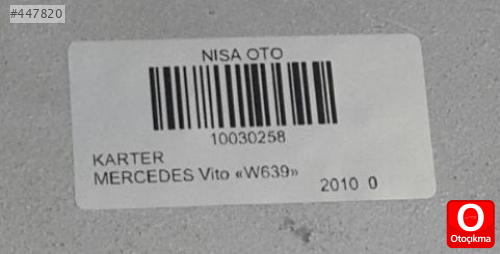 #447820
NISA OTO
10030258
KARTER
MERCEDES Vito «W639»
2010 0
O
Otoçıkma